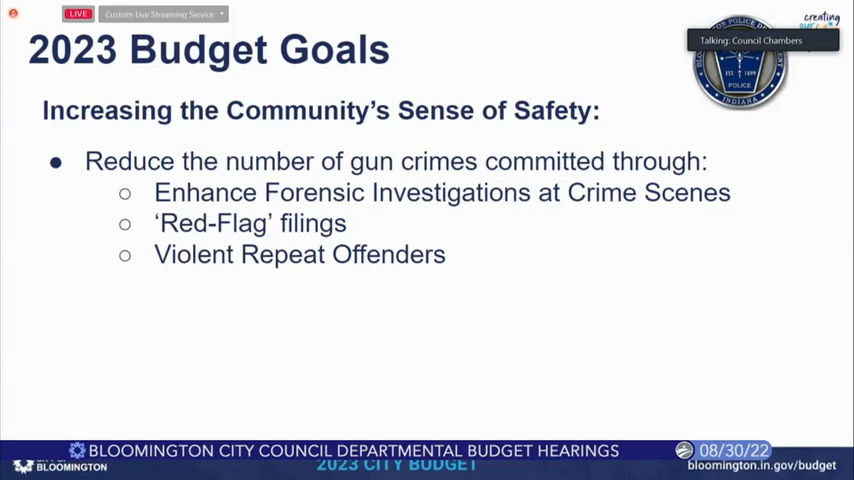 LIVE
Custom Live Streaming Service
creating
2023 Budget Goals
Talking: Council Chambers
EST. 1899
POLICE
INDIANA
Increasing the Community's Sense of Safety:
● Reduce the number of gun crimes committed through:
○ Enhance Forensic Investigations at Crime Scenes
○ ‘Red-Flag’ filings
○ Violent Repeat Offenders
BLOOMINGTON CITY COUNCIL DEPARTMENTAL BUDGET HEARINGS
08/30/22
BLOOMINGTON
2023 CITY BUDGET
bloomington.in.gov/budget